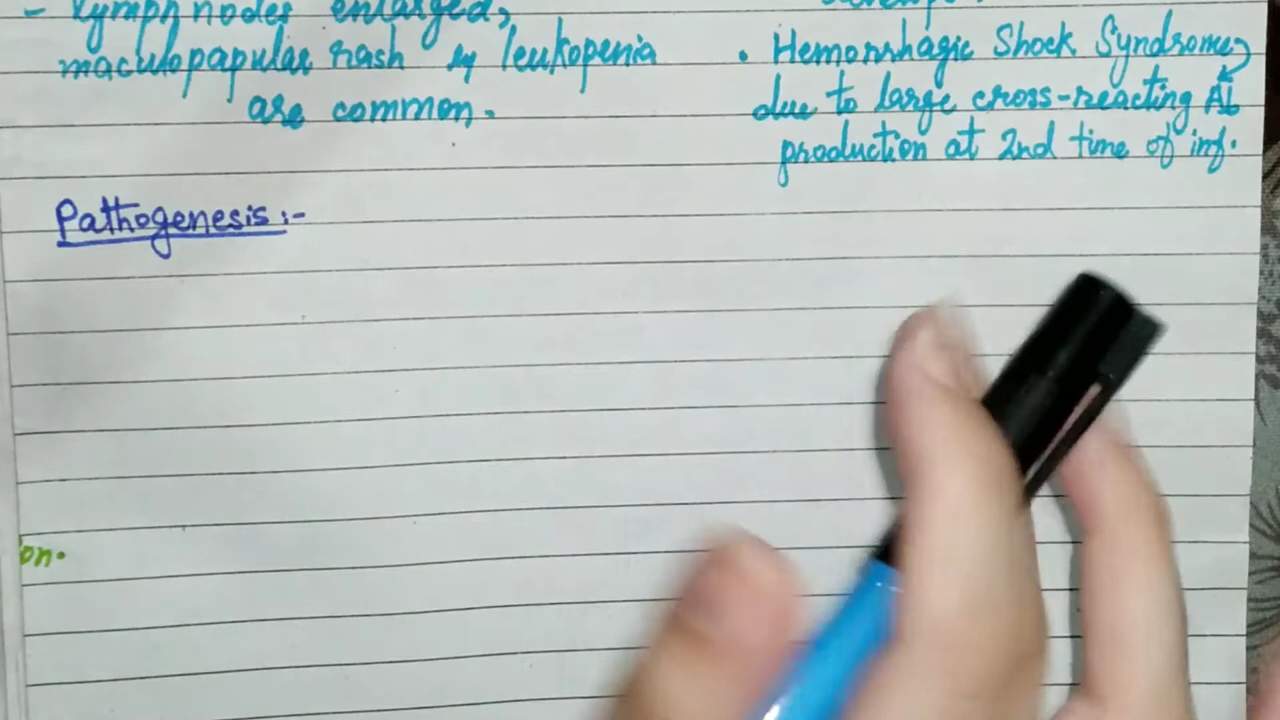 - Lymph nodes enlarged,
maculopapular rash & leukopenia
are common.
• Hemorrhagic Shock Syndrome,
due to large cross-reacting Ab
production at 2nd time of inf.
Pathogenesis :-
on.